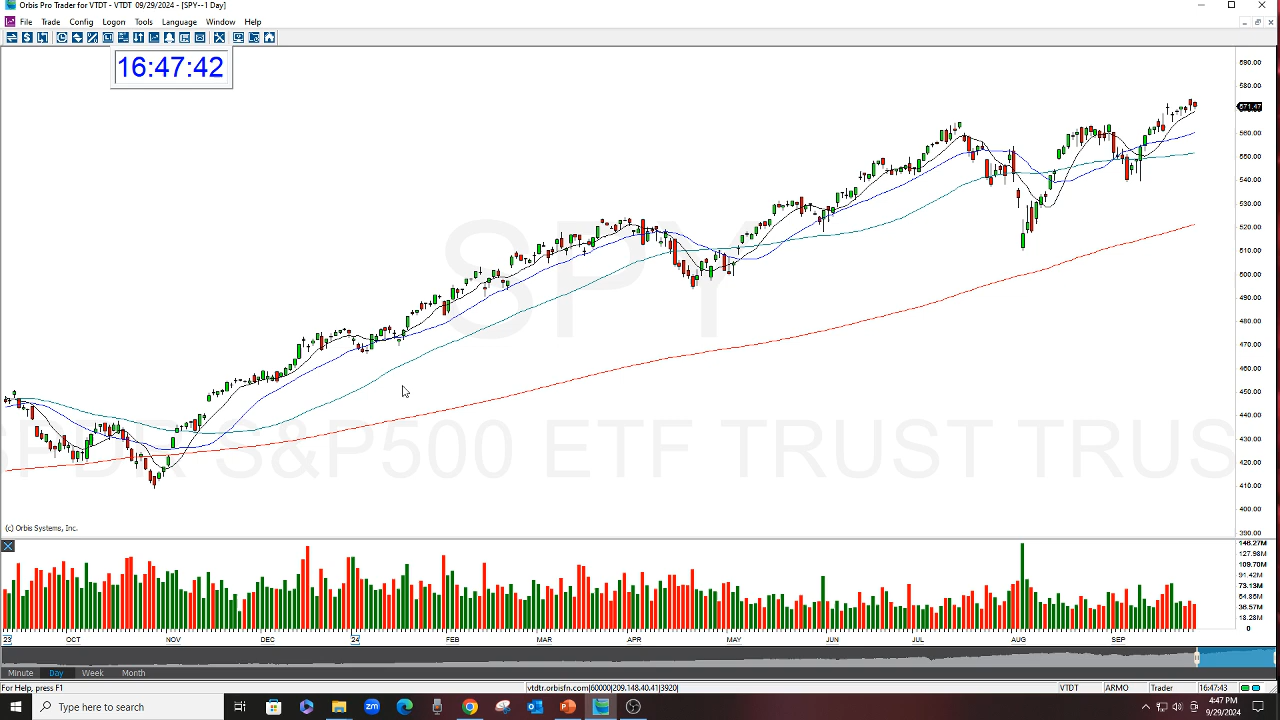 Orbis Pro Trader for VTDT - VTDT 09/29/2024 - [SPY--1 Day]
File Trade Config Logon Tools Language Window Help
16:47:42
590.00
580.00
571.47
560.00
550.00
540.00
530.00
520.00
510.00
500.00
490.00
480.00
470.00
460.00
450.00
440.00
430.00
420.00
410.00
400.00
390.00
SPY
SPDR S&P500 ETF TRUST TRUS
(c) Orbis Systems, Inc.
146.27M
127.98M
109.70M
91.42M
73.13M
54.85M
36.57M
18.28M
0
23 OCT NOV DEC 24 FEB MAR APR MAY JUN JUL AUG SEP
Minute Day Week Month
For Help, press F1 vtdtr.orbisfn.com|60000|209.148.40.41|3920| VTDT ARMO Trader 16:47:43
Type here to search
4:47 PM
9/29/2024